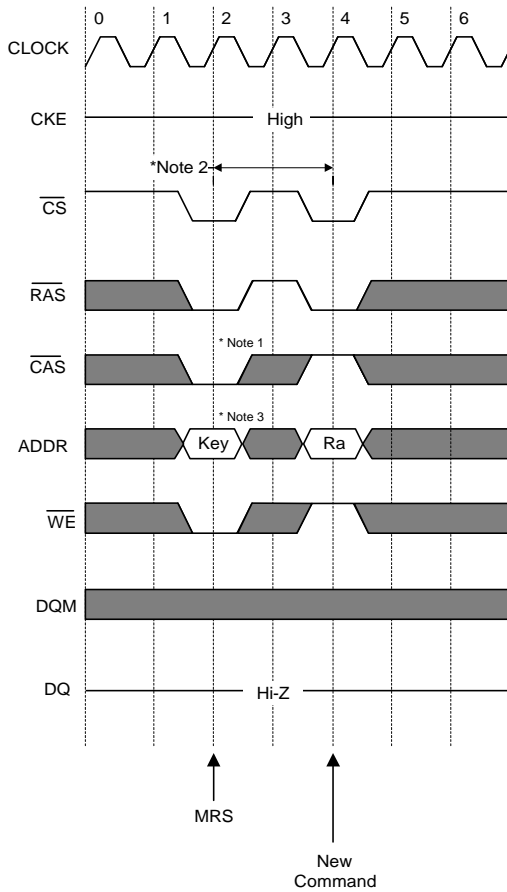 0 1 2 3 4 5 6
CLOCK
CKE
High
*Note 2
CS
RAS
* Note 1
CAS
* Note 3
ADDR
Key
Ra
WE
DQM
DQ
Hi-Z
MRS
New
Command